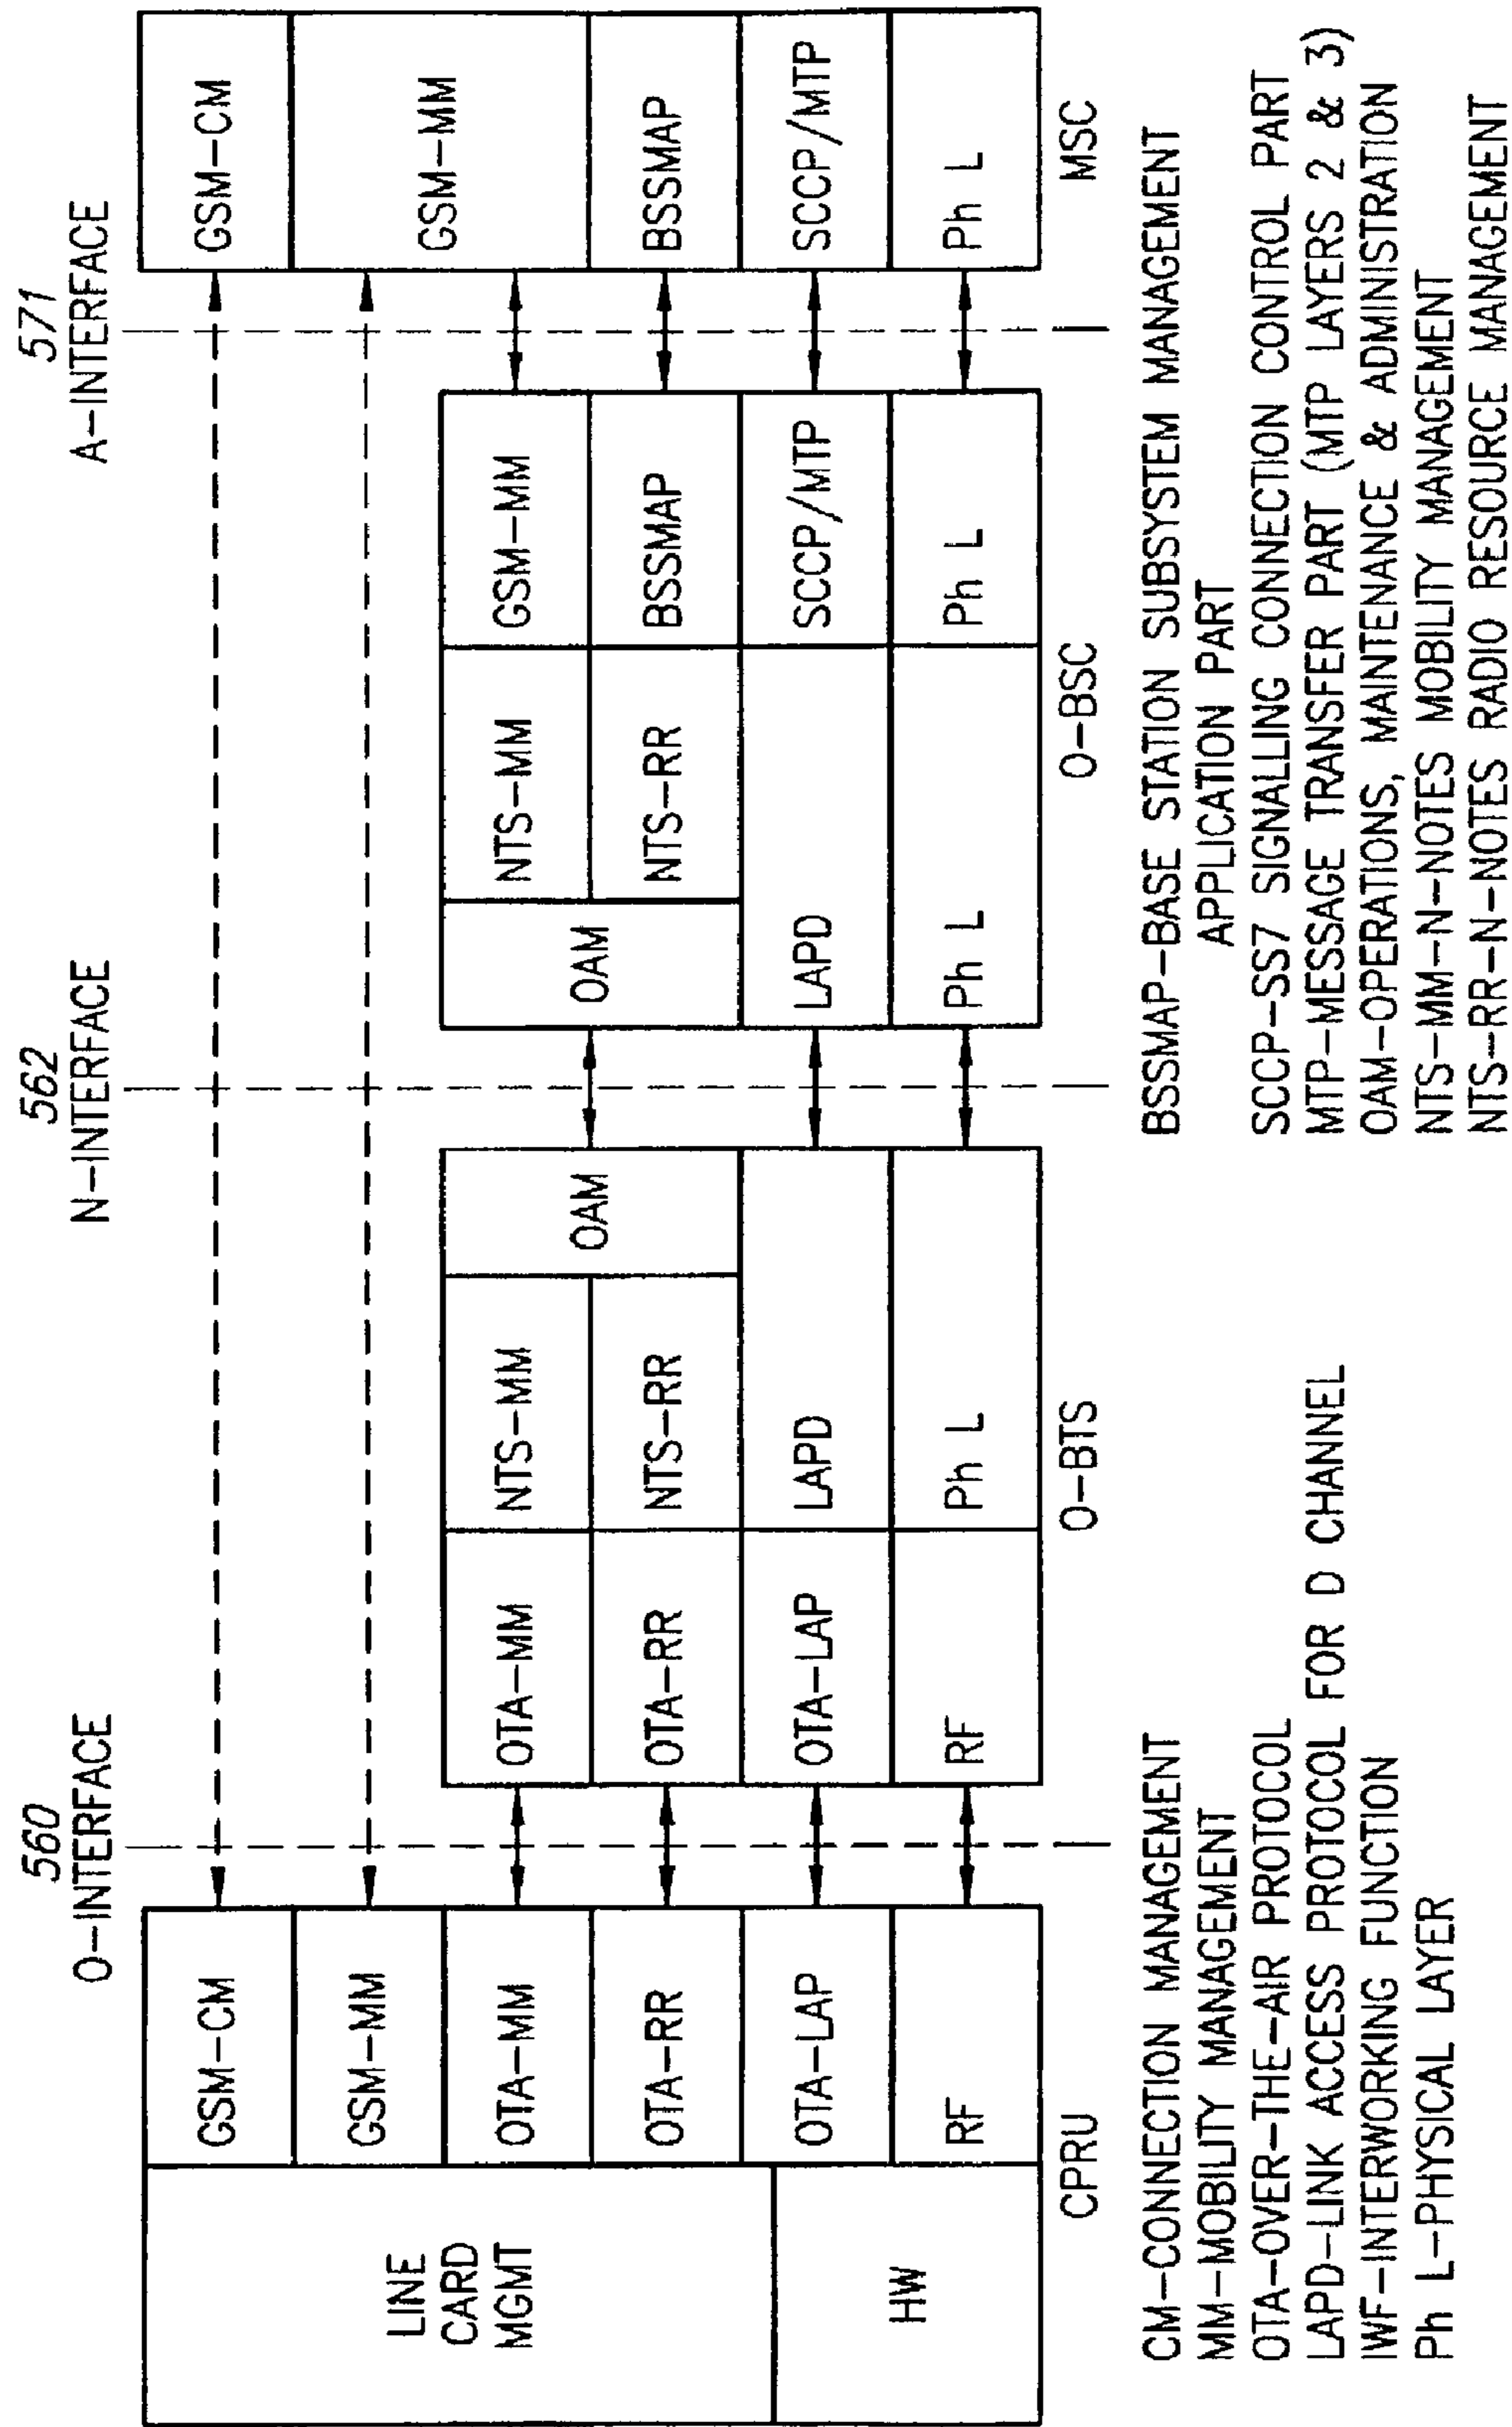 560
O-INTERFACE
562
N-INTERFACE
571
A-INTERFACE
LINE
CARD
MGMT
HW
GSM-CM
GSM-MM
OTA-MM
OTA-RR
OTA-LAP
RF
CPRU
OTA-MM
OTA-RR
OTA-LAP
RF
NTS-MM
NTS-RR
OAM
LAPD
Ph L
O-BTS
OAM
NTS-MM
NTS-RR
LAPD
Ph L
GSM-MM
BSSMAP
SCCP/MTP
Ph L
O-BSC
GSM-CM
GSM-MM
BSSMAP
SCCP/MTP
Ph L
MSC
CM-CONNECTION MANAGEMENT
MM-MOBILITY MANAGEMENT
OTA-OVER-THE-AIR PROTOCOL
LAPD-LINK ACCESS PROTOCOL FOR D CHANNEL
IWF-INTERWORKING FUNCTION
Ph L-PHYSICAL LAYER
BSSMAP-BASE STATION SUBSYSTEM MANAGEMENT
APPLICATION PART
SCCP-SS7 SIGNALLING CONNECTION CONTROL PART
MTP-MESSAGE TRANSFER PART (MTP LAYERS 2 & 3)
OAM-OPERATIONS, MAINTENANCE & ADMINISTRATION
NTS-MM-N-NOTES MOBILITY MANAGEMENT
NTS-RR-N-NOTES RADIO RESOURCE MANAGEMENT